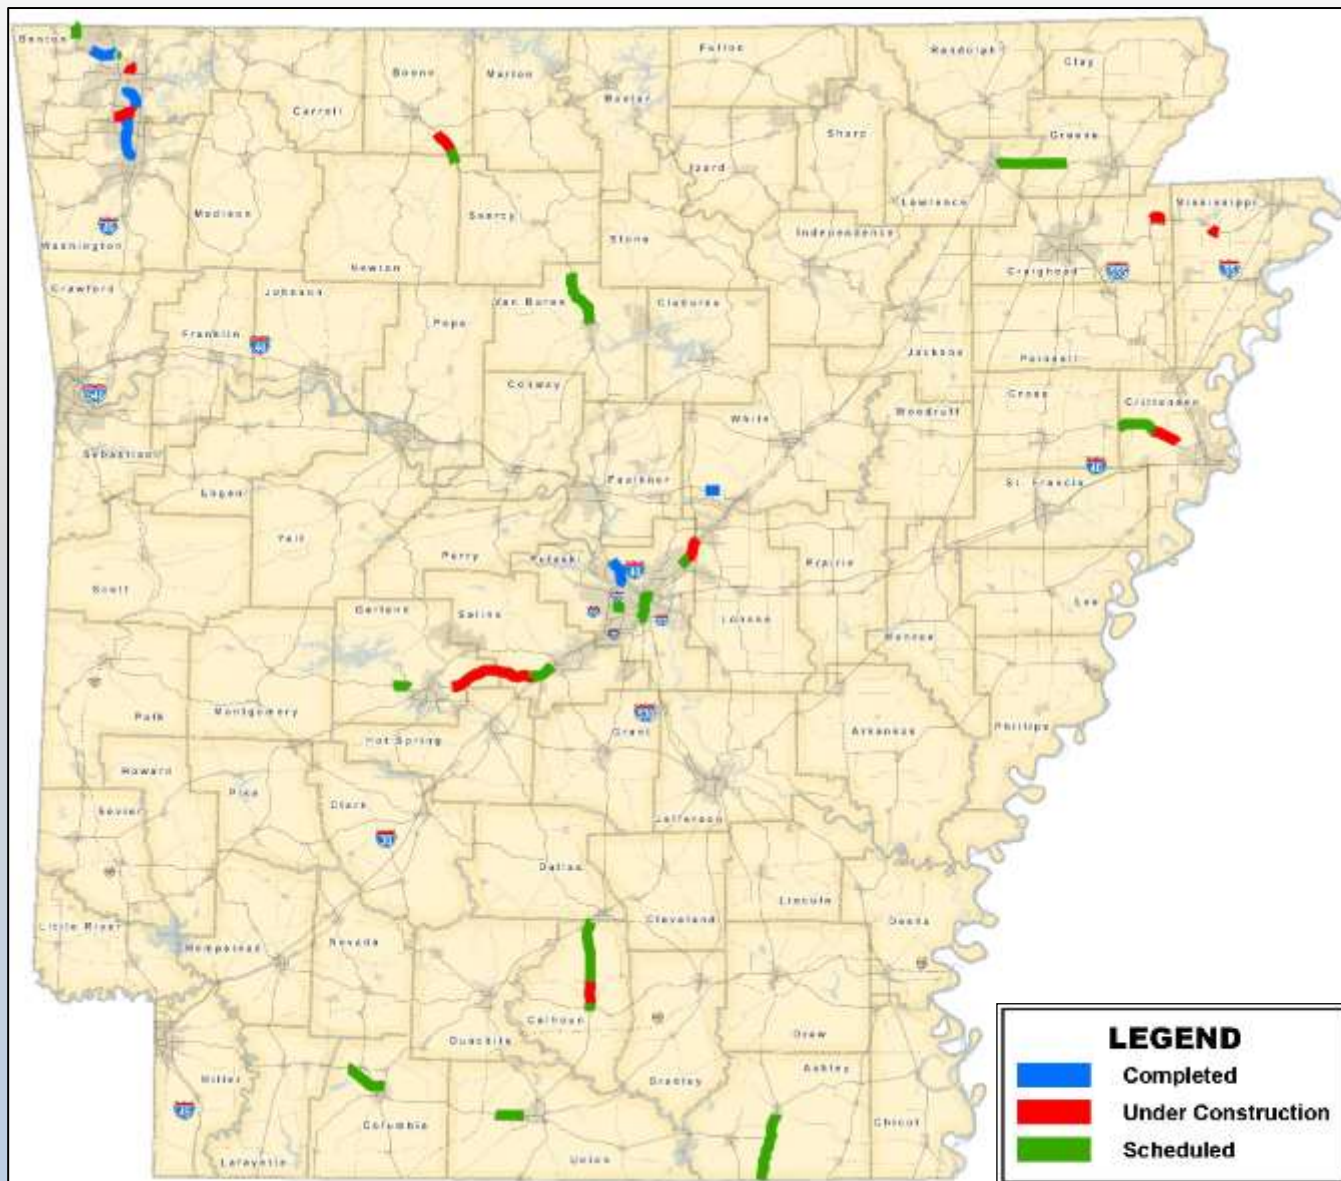 Benton
Boone
Marion
Baxter
Fulton
Randolph
Clay
Carroll
Sharp
Greene
Izard
Lawrence
Madison
Searcy
Mississippi
Washington
Newton
Stone
Independence
Craighead
Crawford
Johnson
Van Buren
Cleburne
Franklin
Pope
Jackson
Poinsett
Conway
White
Woodruff
Cross
Crittenden
Sebastian
Logan
Faulkner
St. Francis
Yell
Perry
Pulaski
Prairie
Scott
Garland
Saline
Lonoke
Lee
Monroe
Polk
Montgomery
Hot Spring
Grant
Arkansas
Phillips
Howard
Pike
Clark
Sevier
Jefferson
Dallas
Lincoln
Little River
Hempstead
Nevada
Cleveland
Desha
Calhoun
Ouachita
Drew
Miller
Bradley
Ashley
Columbia
Chicot
Lafayette
Union
LEGEND
Completed
Under Construction
Scheduled